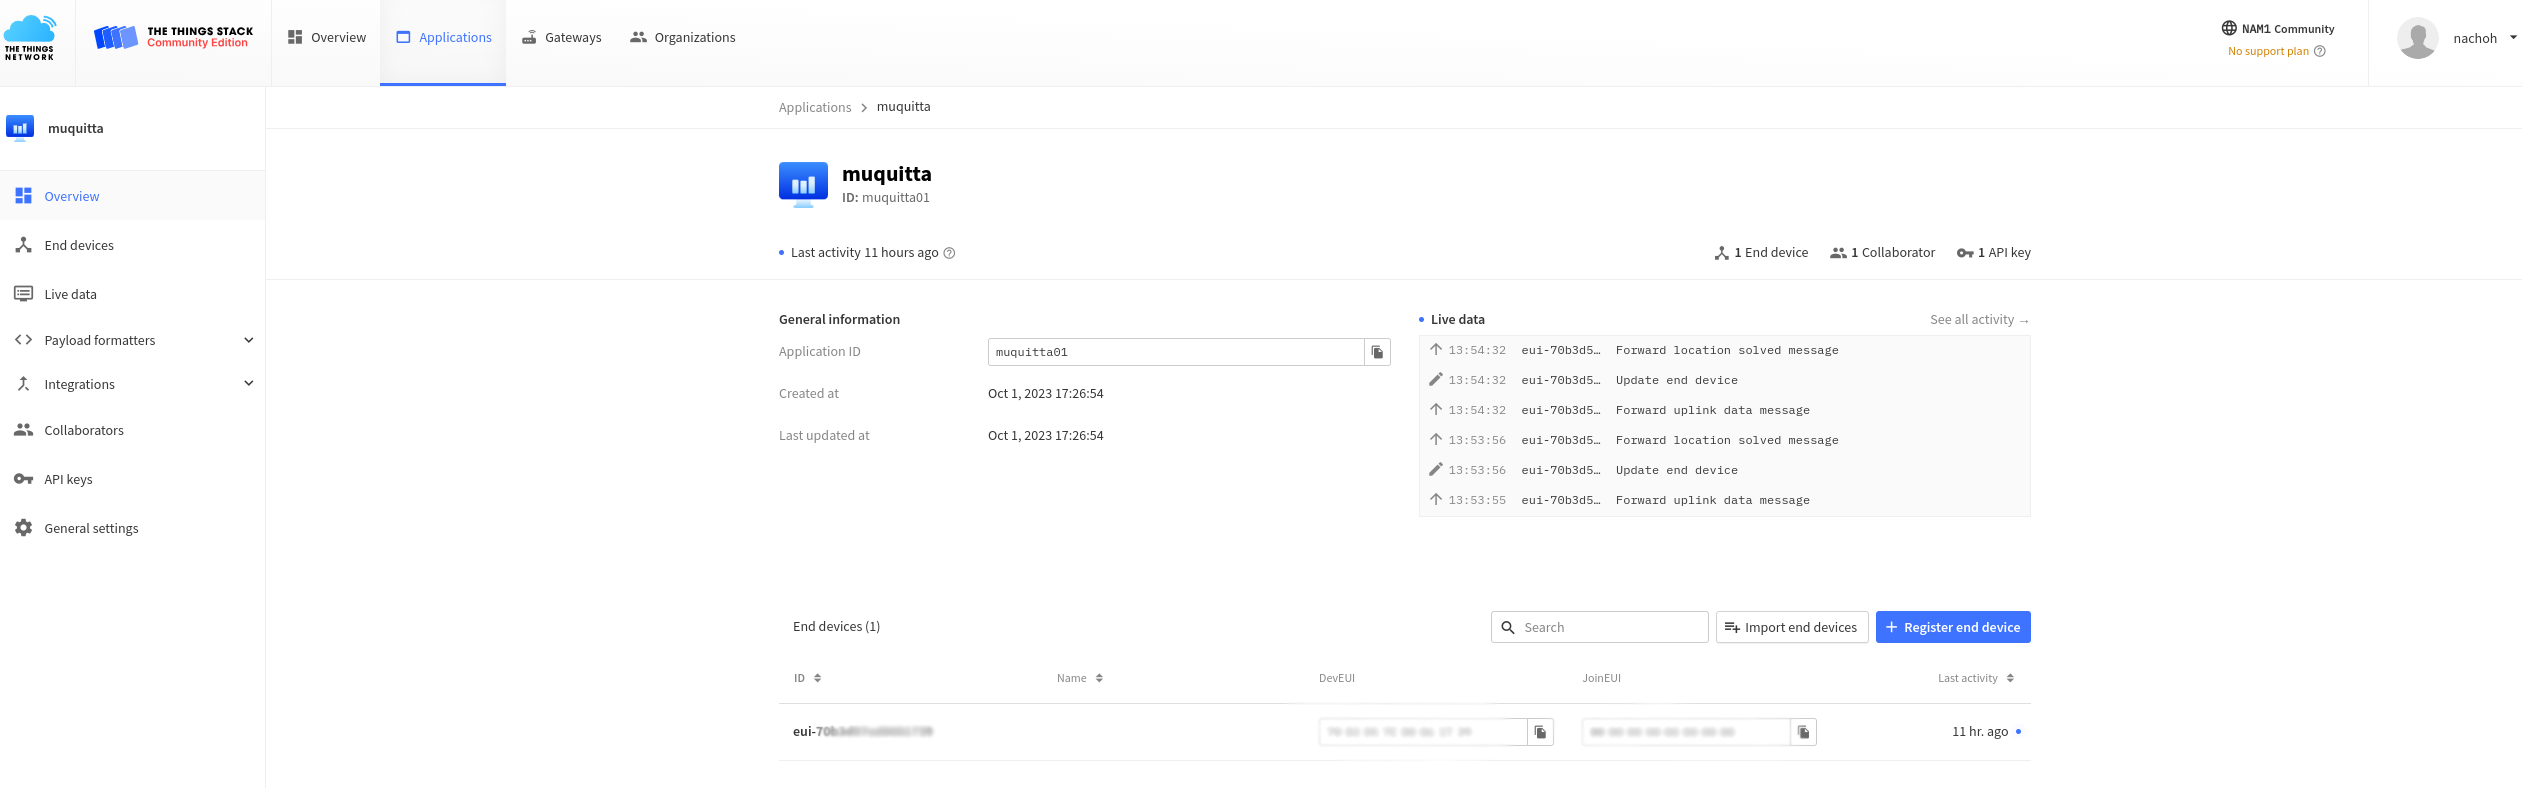 THE THINGS NETWORK
THE THINGS STACK
Community Edition
Overview
Applications
Gateways
Organizations
NAM1 Community
No support plan
nachoh
muquitta
Overview
End devices
Live data
Payload formatters
Integrations
Collaborators
API keys
General settings
Applications > muquitta
muquitta
ID: muquitta01
Last activity 11 hours ago
1 End device
1 Collaborator
1 API key
General information
Application ID muquitta01
Created at Oct 1, 2023 17:26:54
Last updated at Oct 1, 2023 17:26:54
Live data See all activity →
13:54:32 eui-70b3d5… Forward location solved message
13:54:32 eui-70b3d5… Update end device
13:54:32 eui-70b3d5… Forward uplink data message
13:53:56 eui-70b3d5… Forward location solved message
13:53:56 eui-70b3d5… Update end device
13:53:55 eui-70b3d5… Forward uplink data message
End devices (1)
Search
Import end devices
+ Register end device
ID Name DevEUI JoinEUI Last activity
11 hr. ago